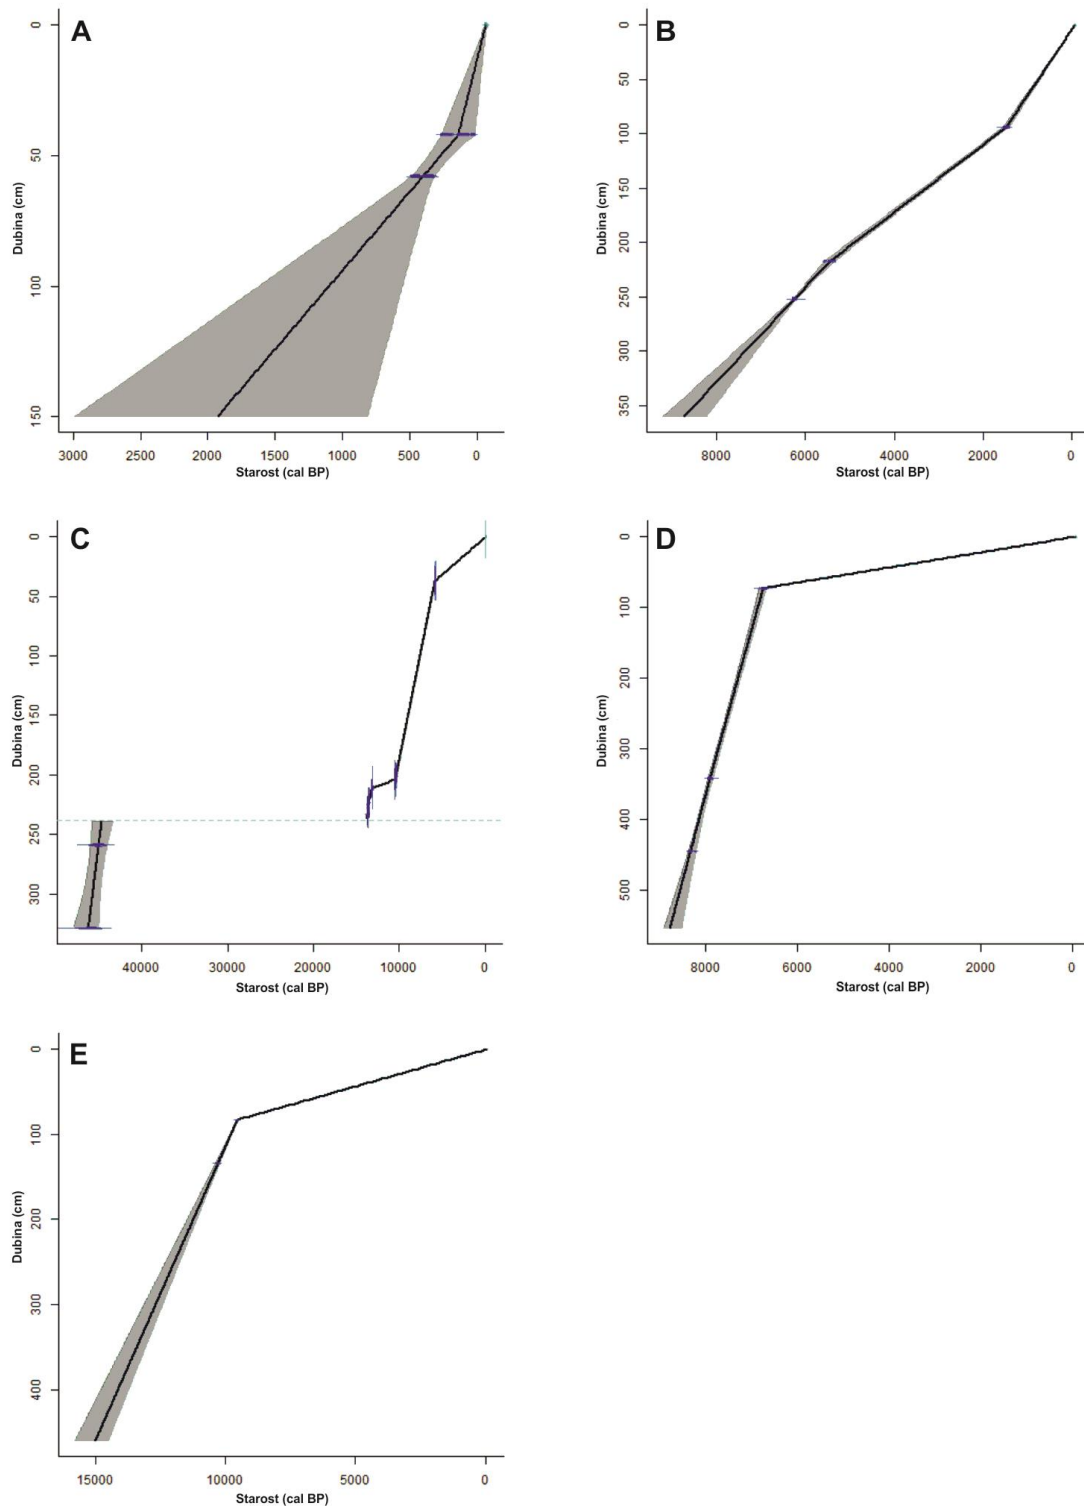 A
0
50
100
150
Dubina (cm)
3000 2500 2000 1500 1000 500 0
Starost (cal BP)
B
0
50
100
150
200
250
300
350
Dubina (cm)
8000 6000 4000 2000 0
Starost (cal BP)
C
0
50
100
150
200
250
300
Dubina (cm)
40000 30000 20000 10000 0
Starost (cal BP)
D
0
100
200
300
400
500
Dubina (cm)
8000 6000 4000 2000 0
Starost (cal BP)
E
0
100
200
300
400
Dubina (cm)
15000 10000 5000 0
Starost (cal BP)